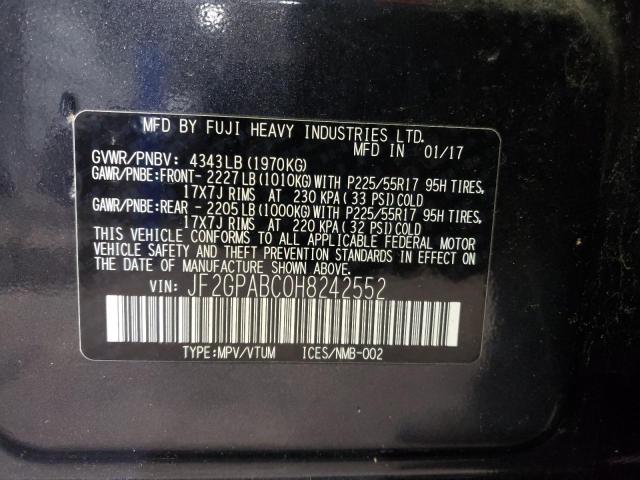 MFD BY FUJI HEAVY INDUSTRIES LTD.
MFD IN 01/17
GVWR/PNBV: 4343LB (1970KG)
GAWR/PNBE:FRONT- 2227LB(1010KG)WITH P225/55R17 95H TIRES,
17X7J RIMS AT 230 KPA(33 PSI)COLD
GAWR/PNBE:REAR - 2205LB(1000KG)WITH P225/55R17 95H TIRES,
17X7J RIMS AT 220 KPA(32 PSI)COLD
THIS VEHICLE CONFORMS TO ALL APPLICABLE FEDERAL MOTOR
VEHICLE SAFETY AND THEFT PREVENTION STANDARDS IN EFFECT ON
THE DATE OF MANUFACTURE SHOWN ABOVE.
VIN: JF2GPABC0H8242552
TYPE:MPV/VTUM ICES/NMB-002